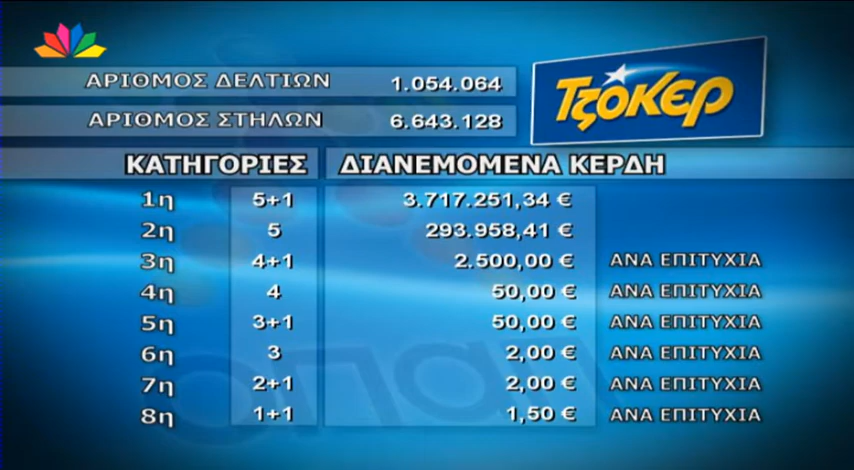 ΑΡΙΘΜΟΣ ΔΕΛΤΙΩΝ 1.054.064
ΑΡΙΘΜΟΣ ΣΤΗΛΩΝ 6.643.128
ΤΖΟΚΕΡ
ΚΑΤΗΓΟΡΙΕΣ ΔΙΑΝΕΜΟΜΕΝΑ ΚΕΡΔΗ
1η 5+1 3.717.251,34 €
2η 5 293.958,41 €
3η 4+1 2.500,00 € ΑΝΑ ΕΠΙΤΥΧΙΑ
4η 4 50,00 € ΑΝΑ ΕΠΙΤΥΧΙΑ
5η 3+1 50,00 € ΑΝΑ ΕΠΙΤΥΧΙΑ
6η 3 2,00 € ΑΝΑ ΕΠΙΤΥΧΙΑ
7η 2+1 2,00 € ΑΝΑ ΕΠΙΤΥΧΙΑ
8η 1+1 1,50 € ΑΝΑ ΕΠΙΤΥΧΙΑ
οπαπ